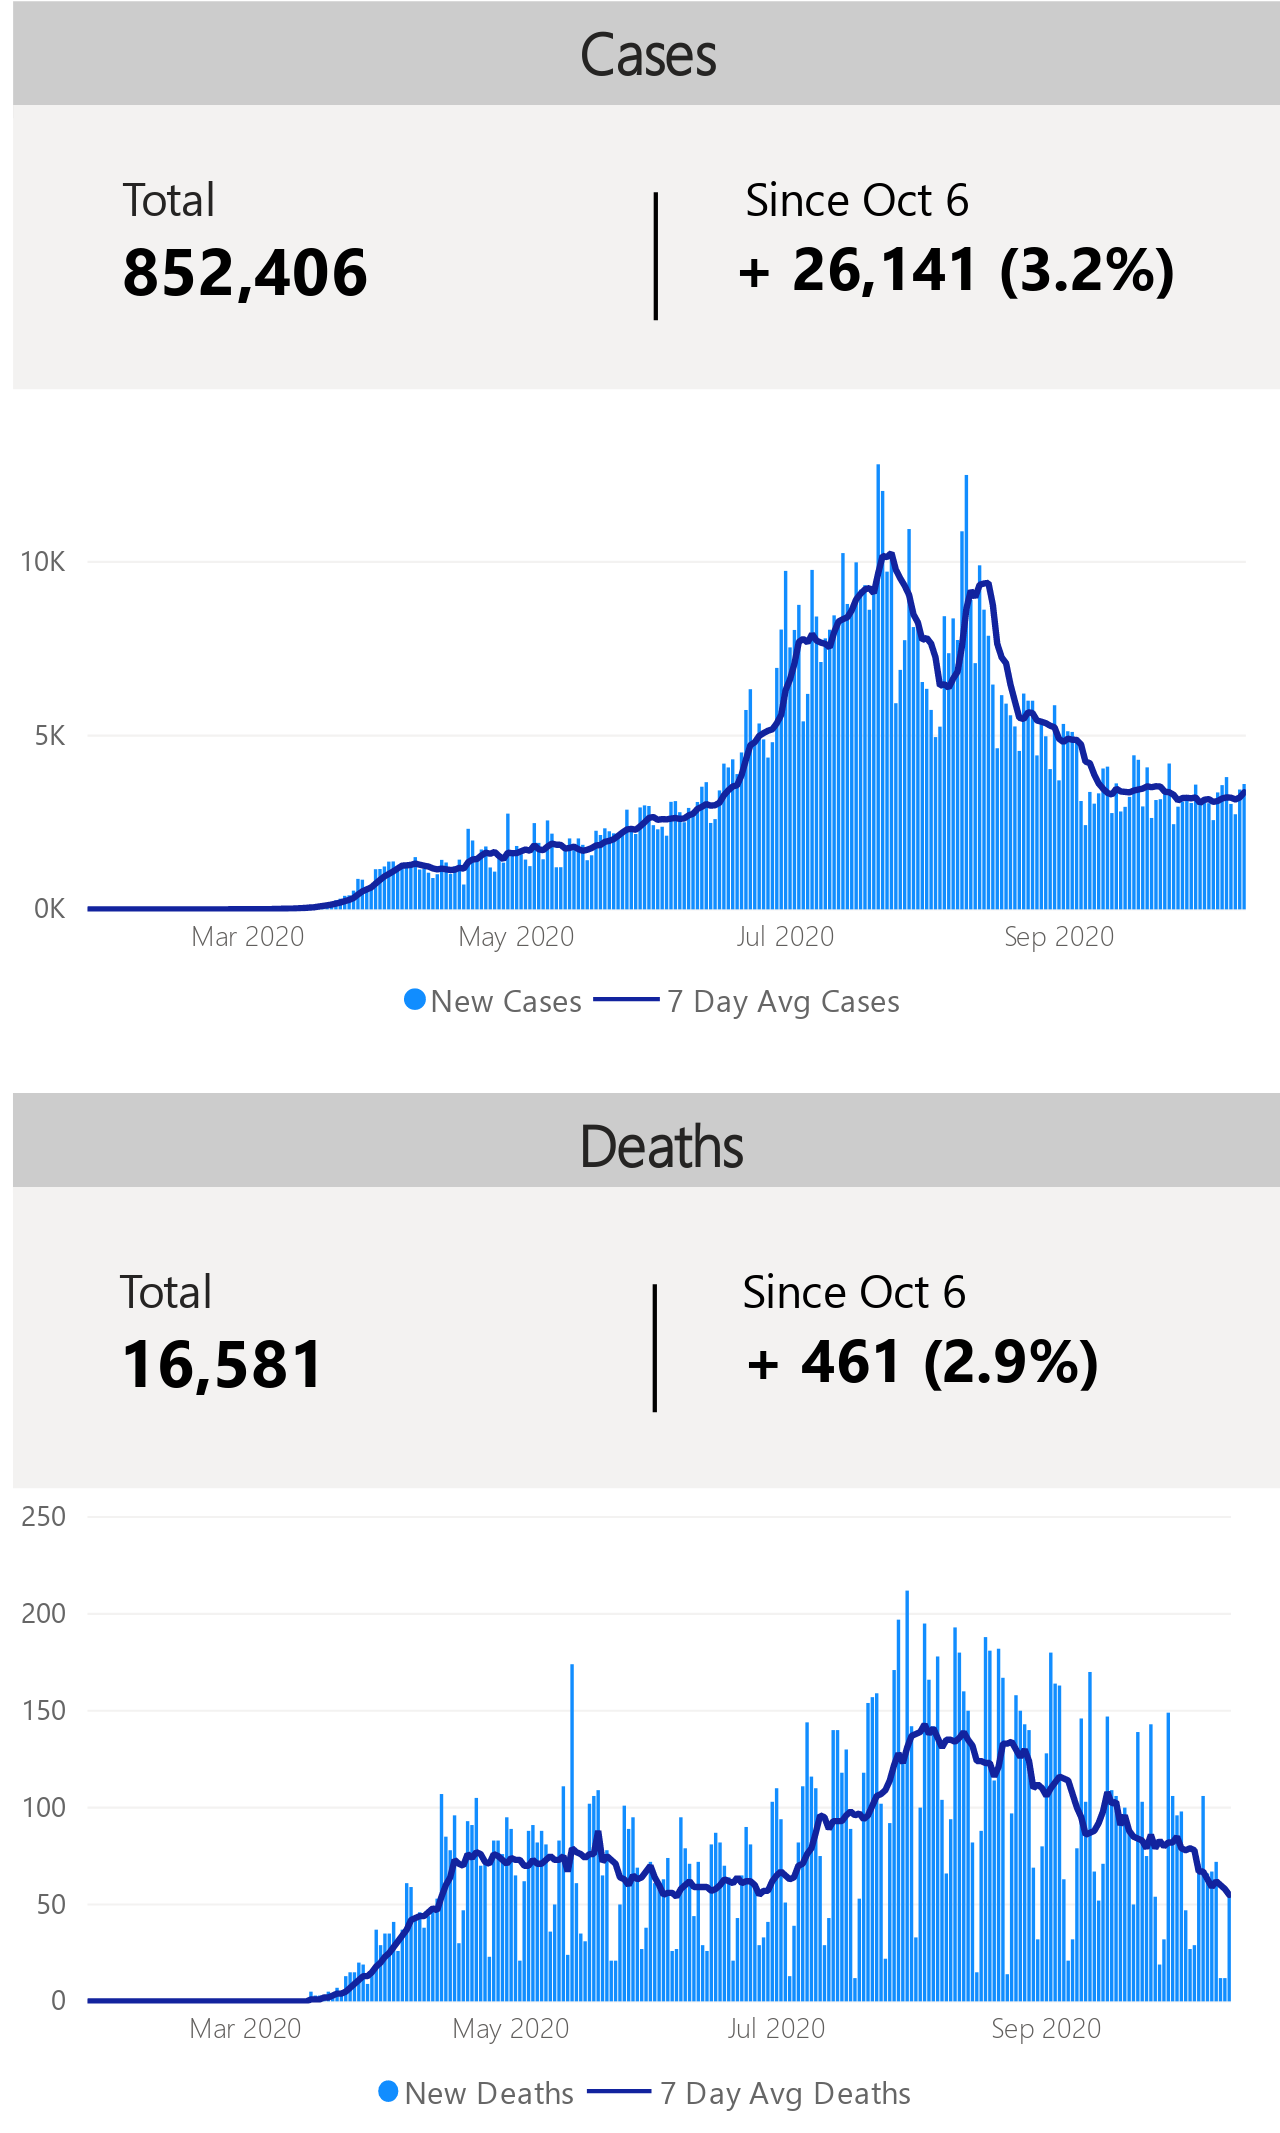 Cases
Total
Since Oct 6
852,406
+ 26,141 (3.2%)
10K
5K
0K
Mar 2020
May 2020
Jul 2020
Sep 2020
New Cases
7 Day Avg Cases
Deaths
Total
Since Oct 6
16,581
+ 461 (2.9%)
250
200
150
100
50
0
Mar 2020
May 2020
Jul 2020
Sep 2020
New Deaths
7 Day Avg Deaths